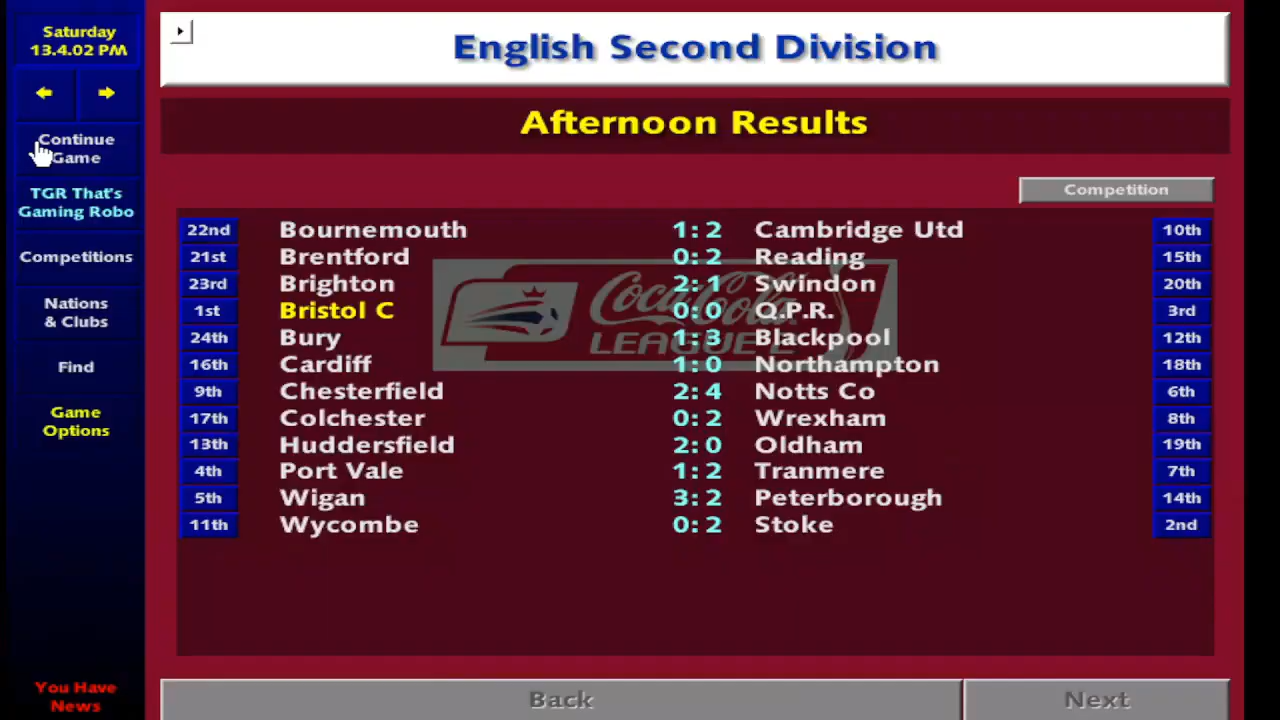 Saturday
13.4.02 PM
Continue
Game
TGR That's
Gaming Robo
Competitions
Nations
& Clubs
Find
Game
Options
You Have
News
English Second Division
Afternoon Results
Competition
22nd Bournemouth 1:2 Cambridge Utd 10th
21st Brentford 0:2 Reading 15th
23rd Brighton 2:1 Swindon 20th
1st Bristol C 0:0 Q.P.R. 3rd
24th Bury 1:3 Blackpool 12th
16th Cardiff 1:0 Northampton 18th
9th Chesterfield 2:4 Notts Co 6th
17th Colchester 0:2 Wrexham 8th
13th Huddersfield 2:0 Oldham 19th
4th Port Vale 1:2 Tranmere 7th
5th Wigan 3:2 Peterborough 14th
11th Wycombe 0:2 Stoke 2nd
Coca-Cola
LEAGUE
Back Next